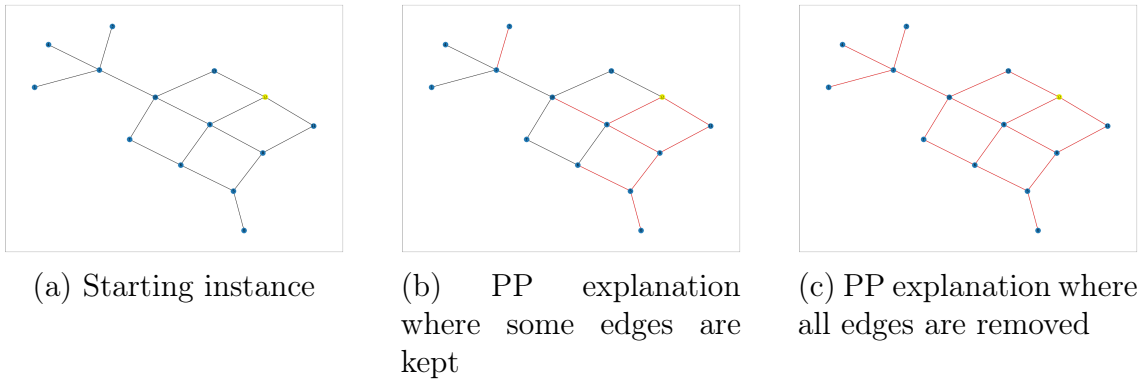 (a) Starting instance
(b) PP explanation
where some edges are
kept
(c) PP explanation where
all edges are removed